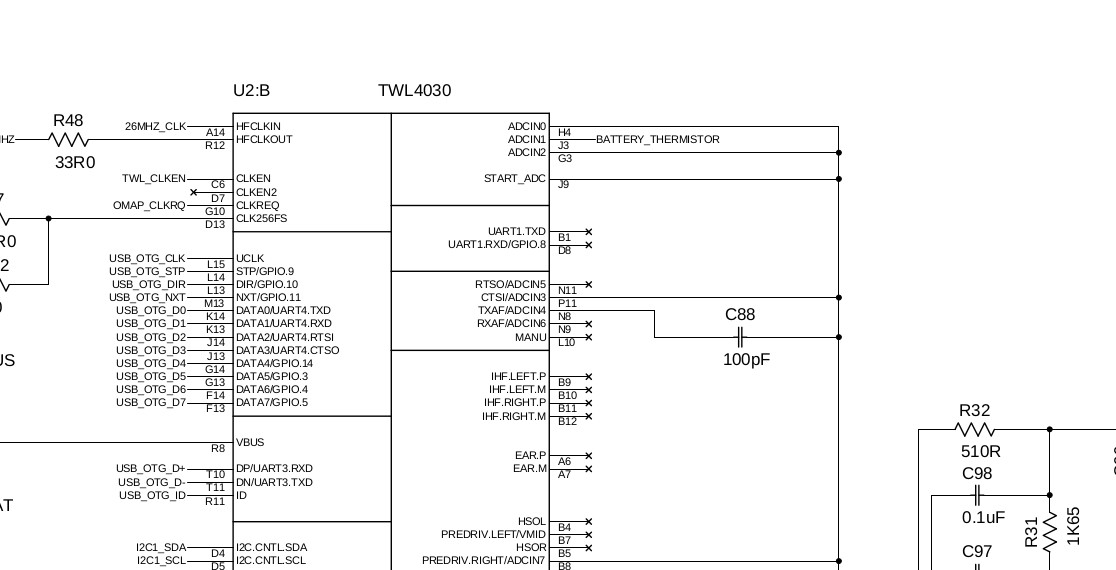 U2:B TWL4030
R48
33R0
HZ
26MHZ_CLK A14 HFCLKIN
R12 HFCLKOUT
TWL_CLKEN C6 CLKEN
D7 CLKEN2
OMAP_CLKRQ G10 CLKREQ
D13 CLK256FS
7
R0
2
0
US
AT
USB_OTG_CLK L15 UCLK
USB_OTG_STP L14 STP/GPIO.9
USB_OTG_DIR L13 DIR/GPIO.10
USB_OTG_NXT M13 NXT/GPIO.11
USB_OTG_D0 K14 DATA0/UART4.TXD
USB_OTG_D1 K13 DATA1/UART4.RXD
USB_OTG_D2 J14 DATA2/UART4.RTSI
USB_OTG_D3 J13 DATA3/UART4.CTSO
USB_OTG_D4 G14 DATA4/GPIO.14
USB_OTG_D5 G13 DATA5/GPIO.3
USB_OTG_D6 F14 DATA6/GPIO.4
USB_OTG_D7 F13 DATA7/GPIO.5
R8 VBUS
USB_OTG_D+ T10 DP/UART3.RXD
USB_OTG_D- T11 DN/UART3.TXD
USB_OTG_ID R11 ID
I2C1_SDA D4 I2C.CNTL.SDA
I2C1_SCL D5 I2C.CNTL.SCL
ADCIN0 H4
ADCIN1 J3 BATTERY_THERMISTOR
ADCIN2 G3
START_ADC J9
UART1.TXD B1
UART1.RXD/GPIO.8 D8
RTSO/ADCIN5 N11
CTSI/ADCIN3 P11
TXAF/ADCIN4 N8
RXAF/ADCIN6 N9
MANU L10
C88
100pF
IHF.LEFT.P B9
IHF.LEFT.M B10
IHF.RIGHT.P B11
IHF.RIGHT.M B12
EAR.P A6
EAR.M A7
HSOL B4
PREDRIV.LEFT/VMID B7
HSOR B5
PREDRIV.RIGHT/ADCIN7 B8
R32
510R
C98
0.1uF
R31
1K65
C97